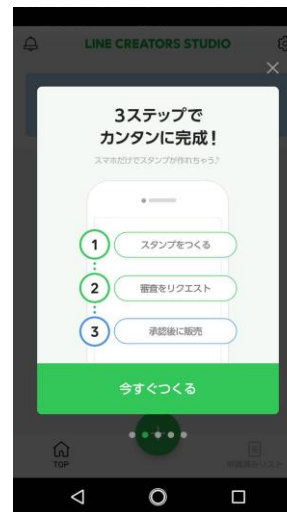 LINE CREATORS STUDIO
3ステップで
カンタンに完成！
スマホだけでスタンプが作れちゃう♪
1 スタンプをつくる
2 審査をリクエスト
3 承認後に販売
今すぐつくる
TOP